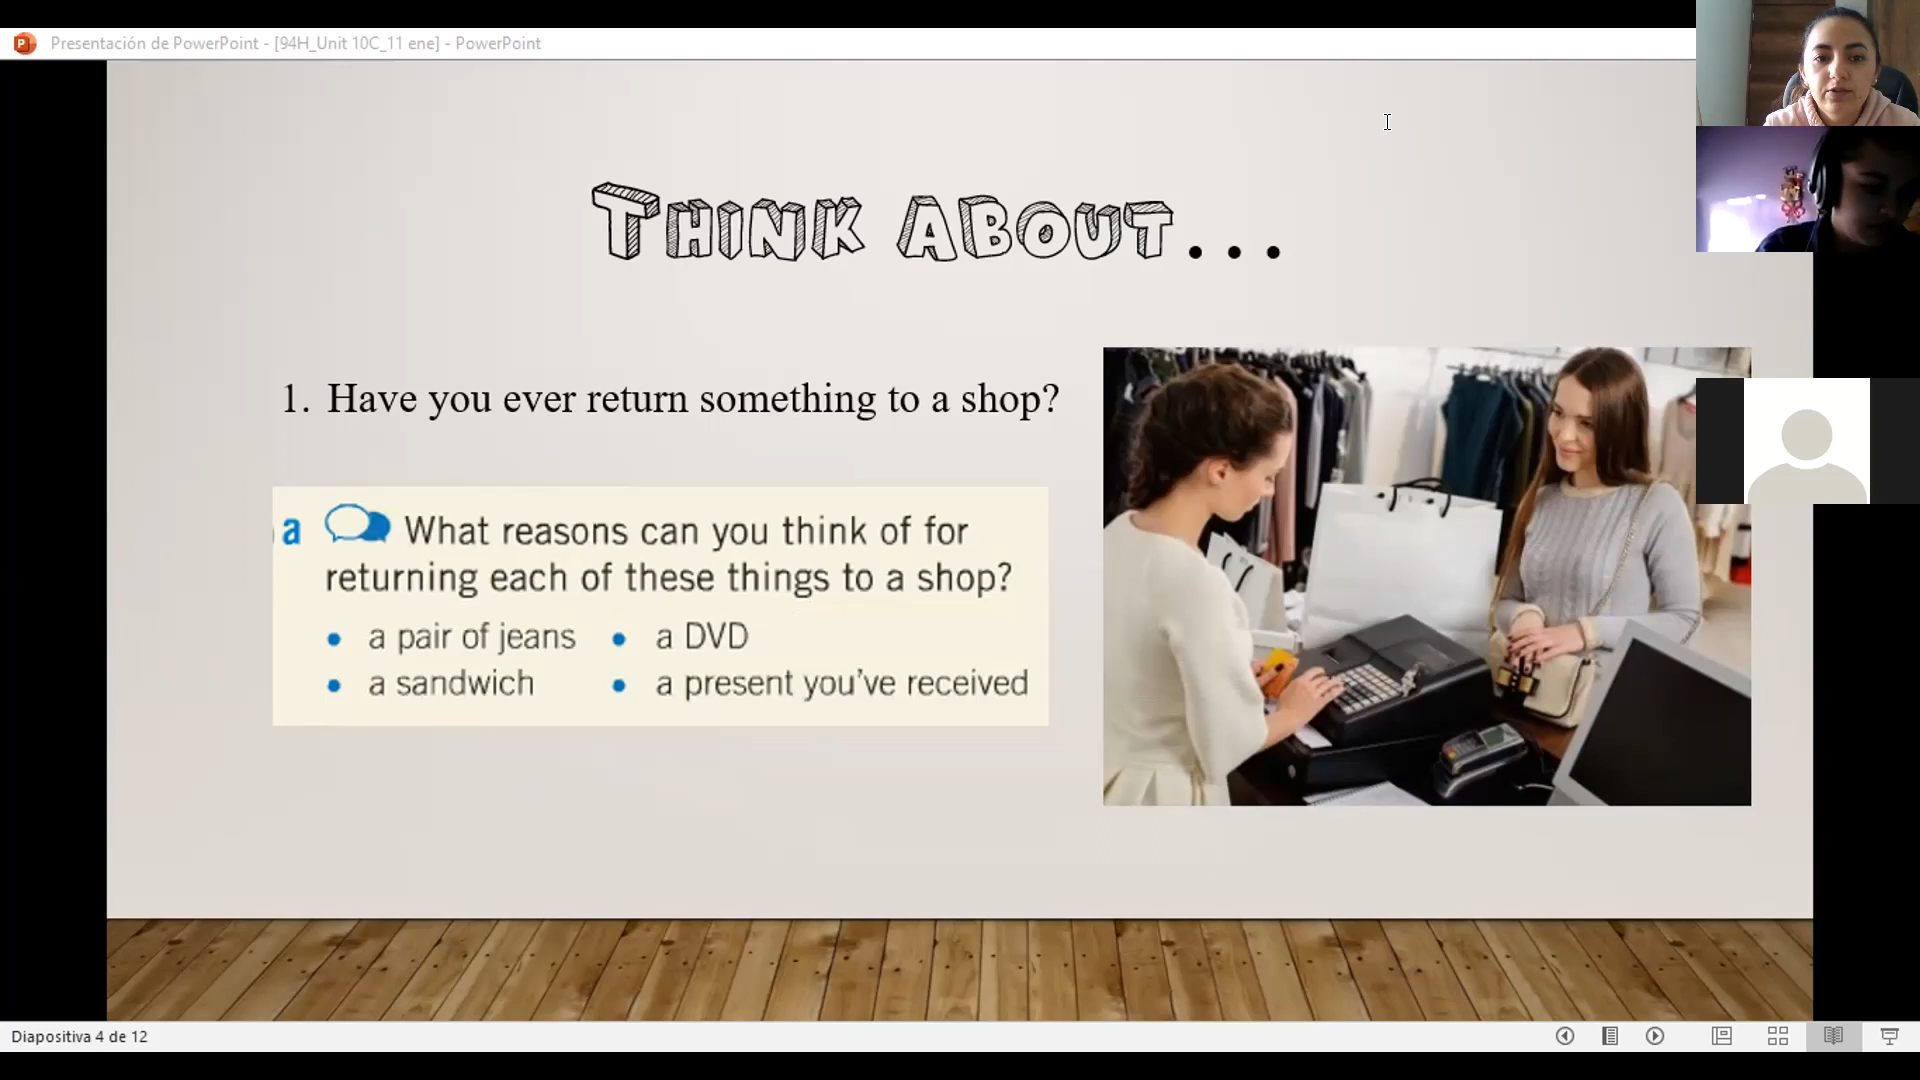 Presentación de PowerPoint - [94H_Unit 10C_11 ene] - PowerPoint
THINK ABOUT...
1. Have you ever return something to a shop?
a What reasons can you think of for
returning each of these things to a shop?
• a pair of jeans • a DVD
• a sandwich • a present you've received
Diapositiva 4 de 12